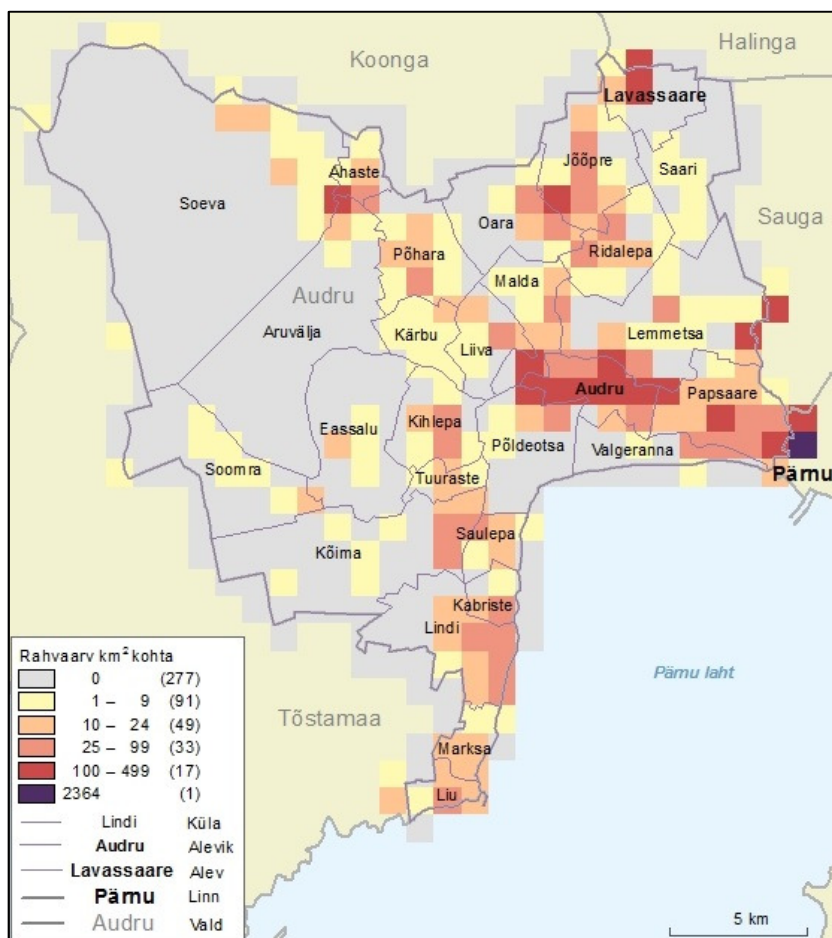 Koonga
Halinga
Lavassaare
Jööpre
Saari
Ahaste
Soeva
Oara
Sauga
Põhara
Ridalepa
Malda
Audru
Aruvälja
Kärbu
Liiva
Lemmetsa
Audru
Papsaare
Eassalu
Kihlepa
Põldeotsa
Valgeranna
Soomra
Tuuraste
Pärnu
Saulepa
Kõima
Kabriste
Lindi
Rahvaarv km² kohta
0 (277)
1 – 9 (91)
10 – 24 (49)
25 – 99 (33)
100 – 499 (17)
2364 (1)
Lindi Küla
Audru Alevik
Lavassaare Alev
Pärnu Linn
Audru Vald
Pärnu laht
Tõstamaa
Marksa
Liu
5 km